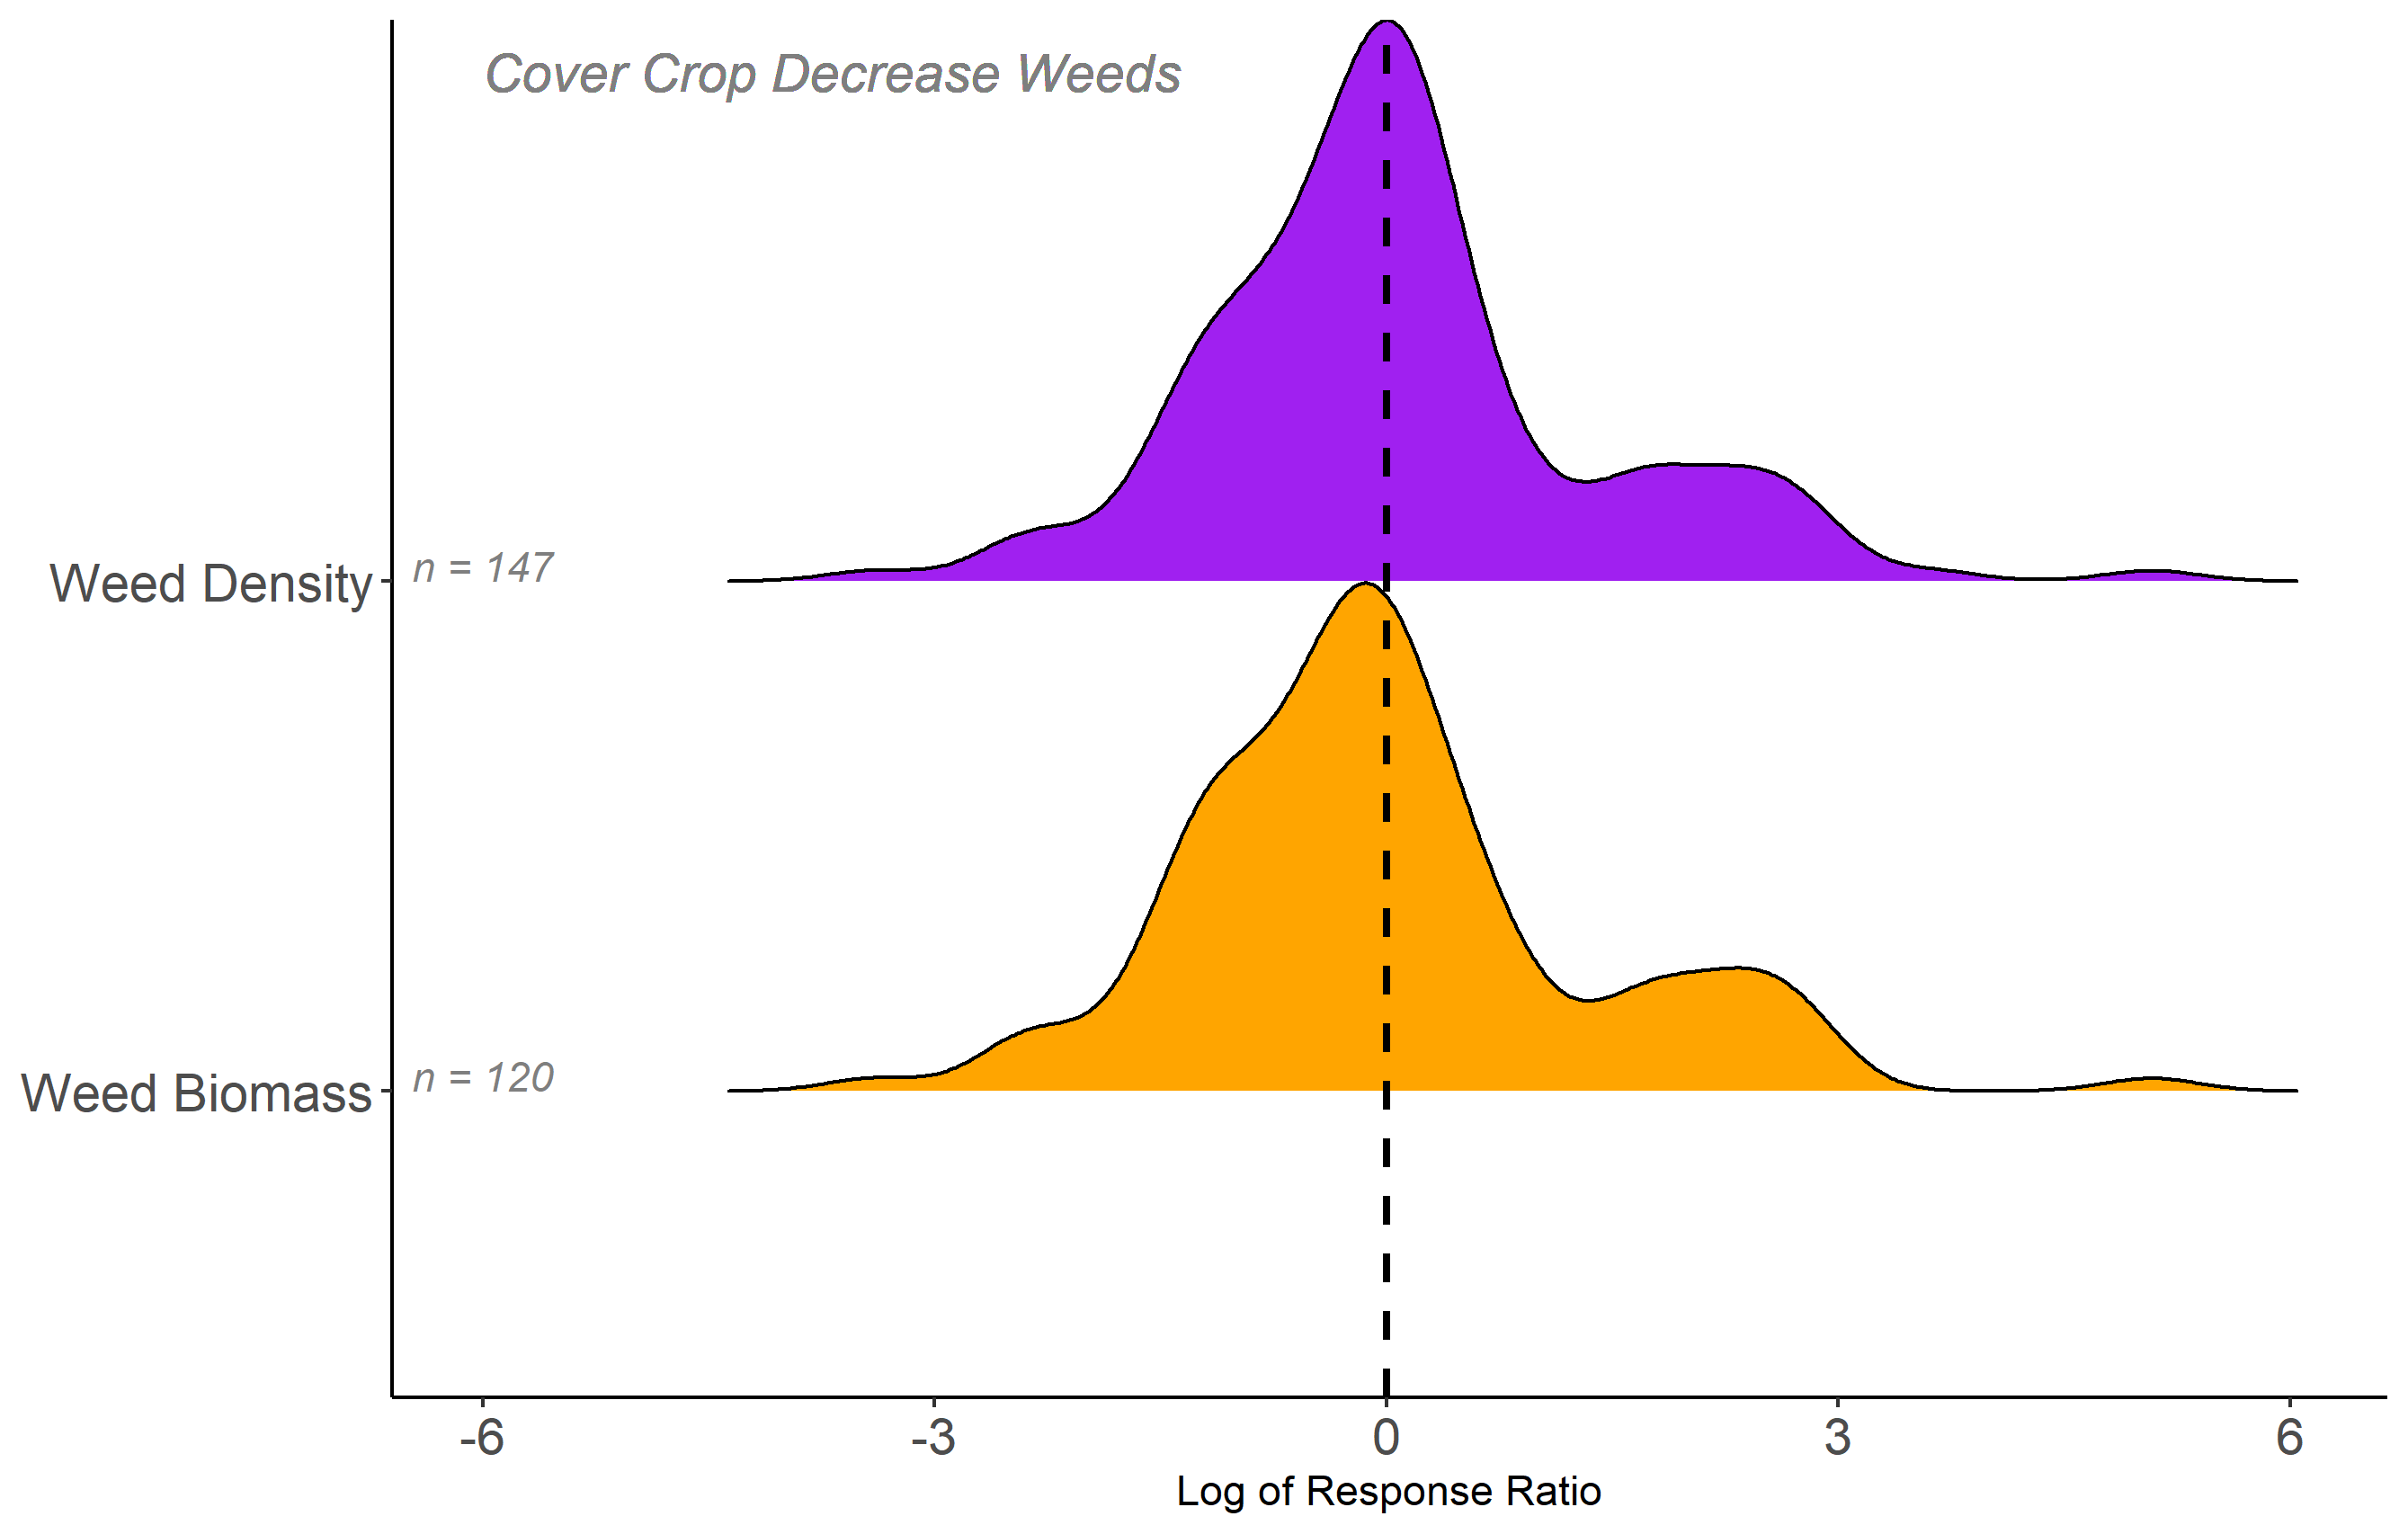 Cover Crop Decrease Weeds
Weed Density
n = 147
Weed Biomass
n = 120
-6 -3 0 3 6
Log of Response Ratio